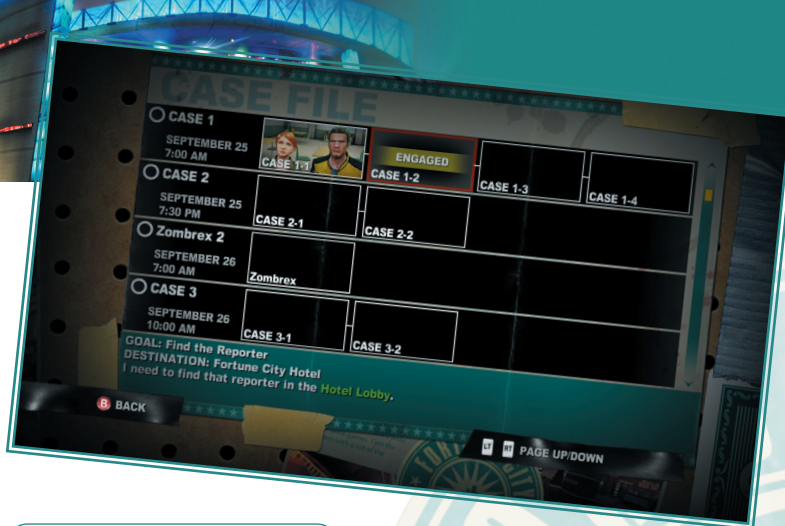 CASE FILE
CASE 1
SEPTEMBER 25
7:00 AM
CASE 1-1
ENGAGED
CASE 1-2
CASE 1-3
CASE 1-4
CASE 2
SEPTEMBER 25
7:30 PM
CASE 2-1
CASE 2-2
Zombrex 2
SEPTEMBER 26
7:00 AM
Zombrex
CASE 3
SEPTEMBER 26
10:00 AM
CASE 3-1
CASE 3-2
GOAL: Find the Reporter
DESTINATION: Fortune City Hotel
I need to find that reporter in the Hotel Lobby.
B BACK
LT RT PAGE UP/DOWN